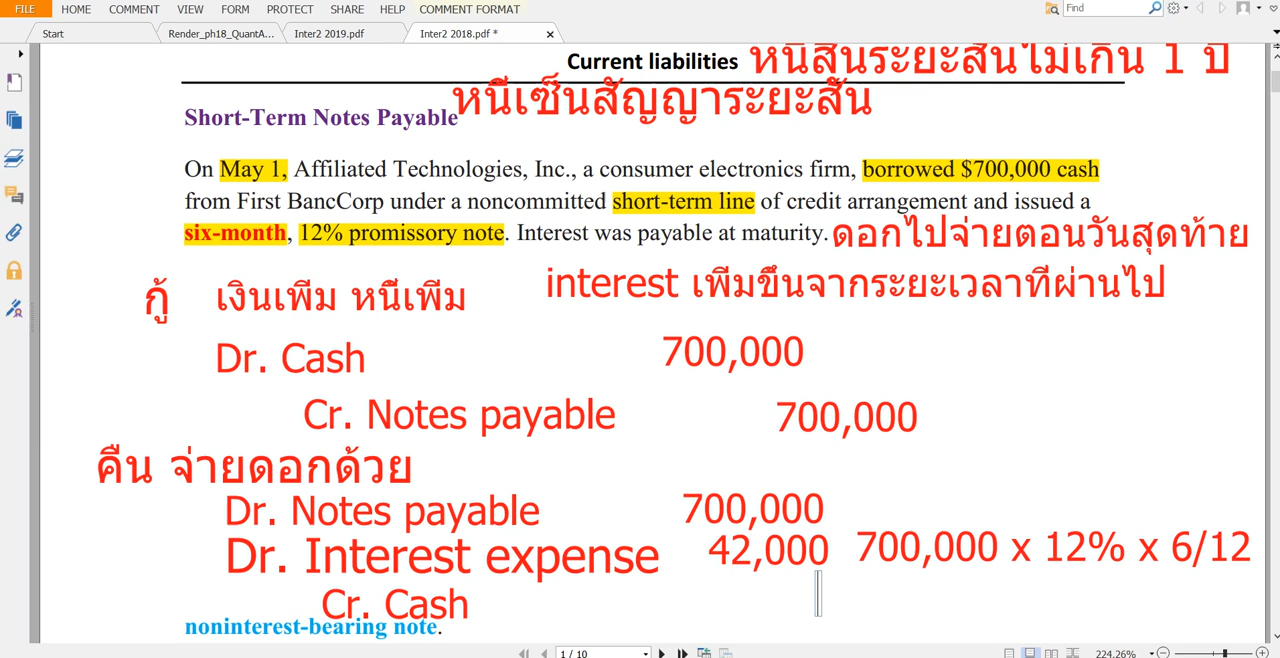 FILE HOME COMMENT VIEW FORM PROTECT SHARE HELP COMMENT FORMAT Find
Start Render_ph18_QuantA... Inter2 2019.pdf Inter2 2018.pdf *
Current liabilities หนี้สินระยะสั้นไม่เกิน 1 ปี
Short-Term Notes Payable หนี้เซ็นสัญญาระยะสั้น
On May 1, Affiliated Technologies, Inc., a consumer electronics firm, borrowed $700,000 cash
from First BancCorp under a noncommitted short-term line of credit arrangement and issued a
six-month, 12% promissory note. Interest was payable at maturity. ดอกไปจ่ายตอนวันสุดท้าย
กู้ เงินเพิ่ม หนี้เพิ่ม interest เพิ่มขึ้นจากระยะเวลาที่ผ่านไป
Dr. Cash 700,000
Cr. Notes payable 700,000
คืน จ่ายดอกด้วย
Dr. Notes payable 700,000
Dr. Interest expense 42,000 700,000 x 12% x 6/12
Cr. Cash
noninterest-bearing note.
1 / 10 224.26%